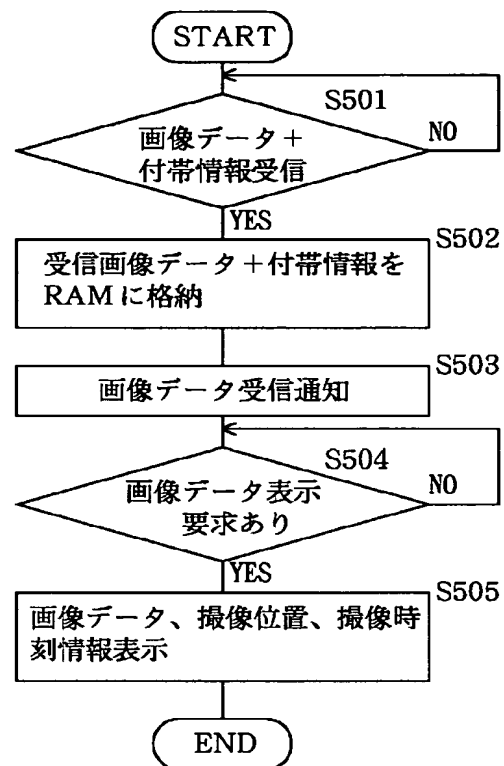 START
S501
画像データ+
付帯情報受信
NO
YES
S502
受信画像データ+付帯情報を
RAMに格納
S503
画像データ受信通知
S504
画像データ表示
要求あり
NO
YES
S505
画像データ、撮像位置、撮像時
刻情報表示
END